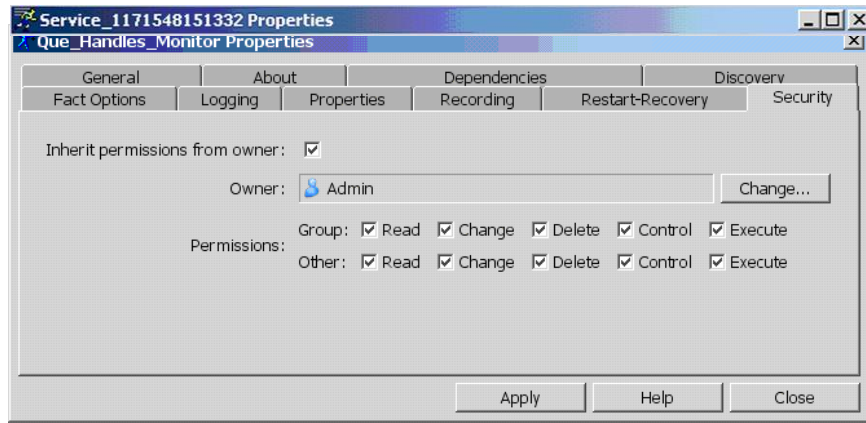 Service_1171548151332 Properties
Que_Handles_Monitor Properties
General About Dependencies Discovery
Fact Options Logging Properties Recording Restart-Recovery Security
Inherit permissions from owner:
Owner: Admin Change...
Permissions:
Group: Read Change Delete Control Execute
Other: Read Change Delete Control Execute
Apply Help Close